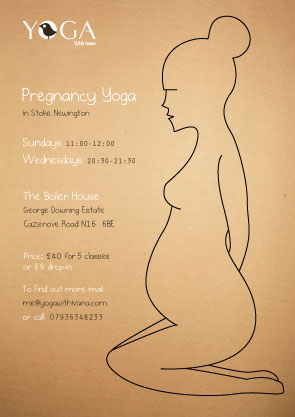 YOGA
With Ivana
Pregnancy Yoga
in Stoke Newington
Sundays 11:00-12:00
Wednesdays 20:30-21:30
The Boiler House
George Downing Estate
Cazenove Road N16 6BE
Price: £40 for 5 classes
or £9 drop-in
To find out more mail
me@yogawithivana.com
or call 07936348233